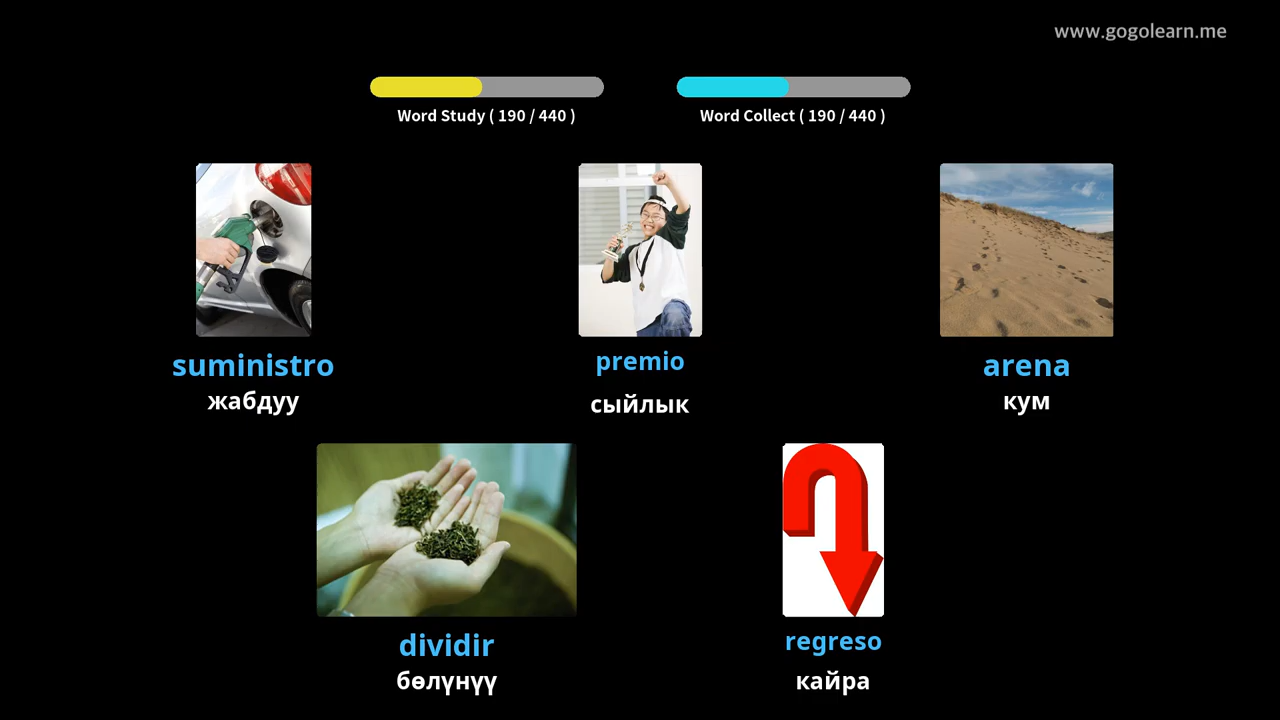 www.gogolearn.me
Word Study ( 190 / 440 )
Word Collect ( 190 / 440 )
suministro
жабдуу
premio
сыйлык
arena
кум
dividir
бөлүнүү
regreso
кайра